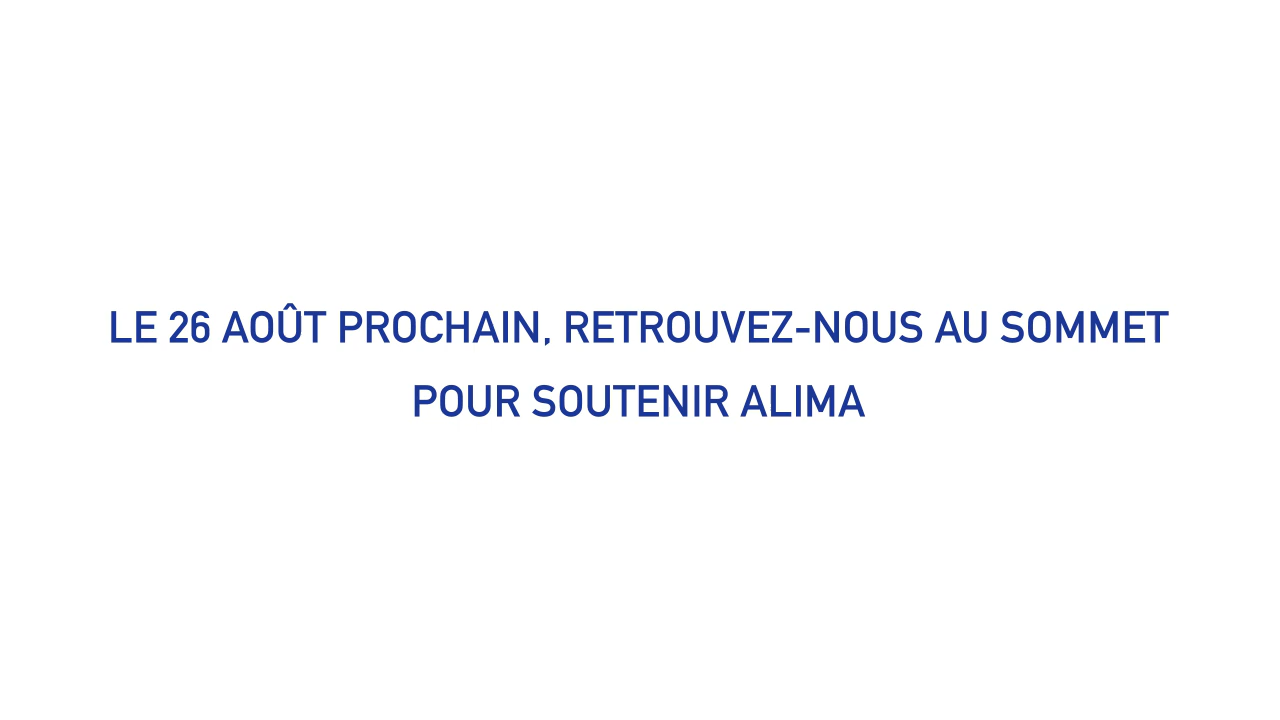 LE 26 AOÛT PROCHAIN, RETROUVEZ-NOUS AU SOMMET
POUR SOUTENIR ALIMA